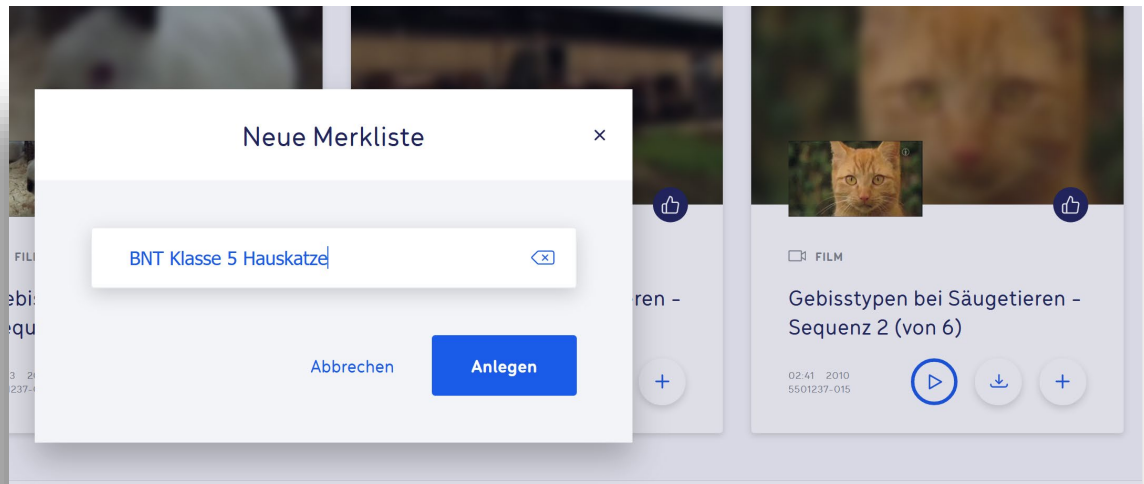 Neue Merkliste
×
BNT Klasse 5 Hauskatze
Abbrechen
Anlegen
FILM
Gebisstypen bei Säugetieren -
Sequenz 2 (von 6)
02:41 2010
5501237-015
ren -